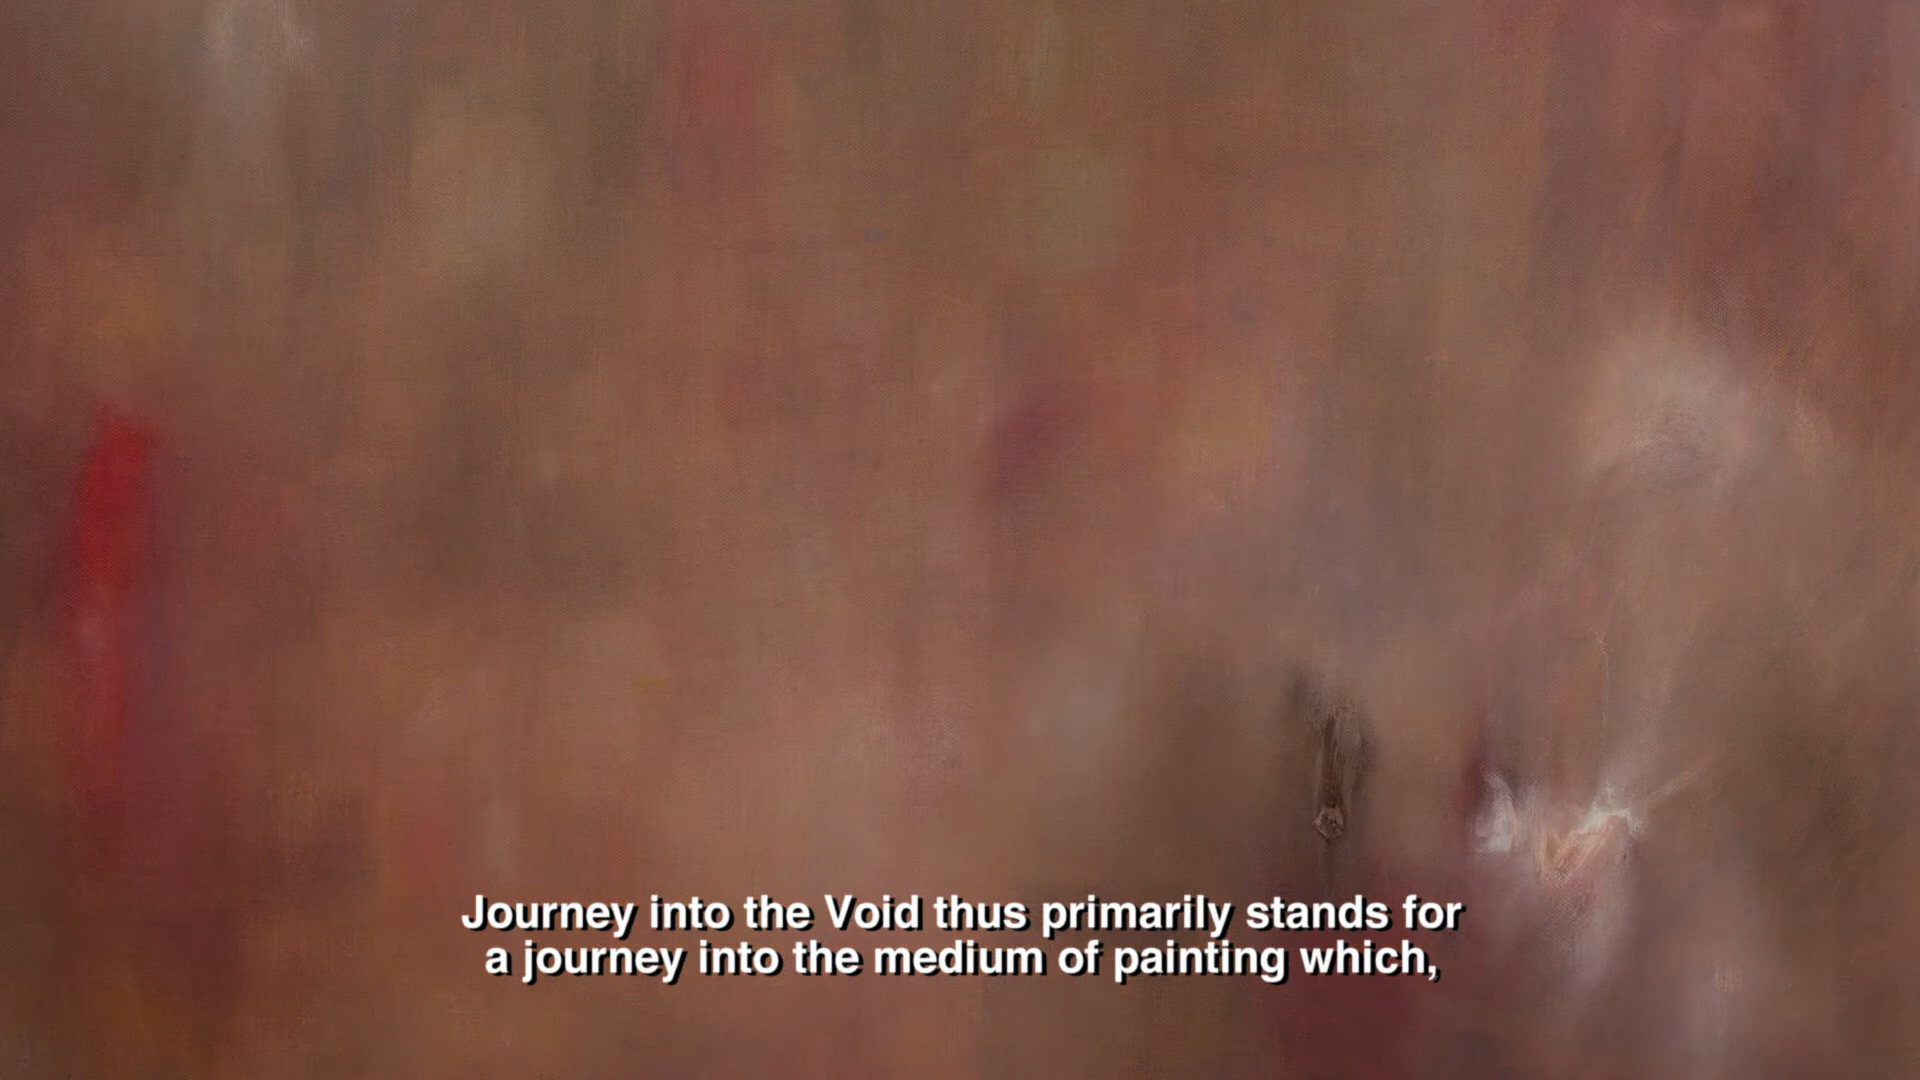 Journey into the Void thus primarily stands for
a journey into the medium of painting which,